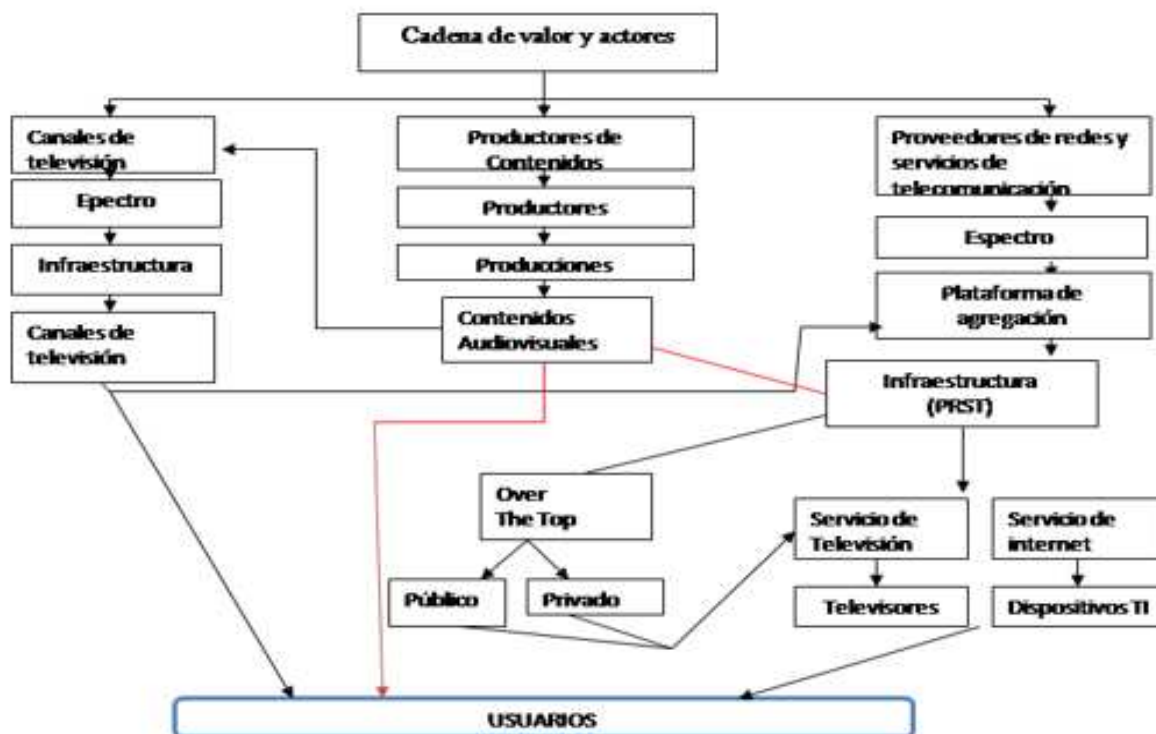 Cadena de valor y actores
Canales de
televisión
Epectro
Infraestructura
Canales de
televisión
Productores de
Contenidos
Productores
Producciones
Contenidos
Audiovisuales
Proveedores de redes y
servicios de
telecomunicación
Espectro
Plataforma de
agregación
Infraestructura
(PRST)
Over
The Top
Público
Privado
Servicio de
Televisión
Servicio de
internet
Televisores
Dispositivos TI
USUARIOS